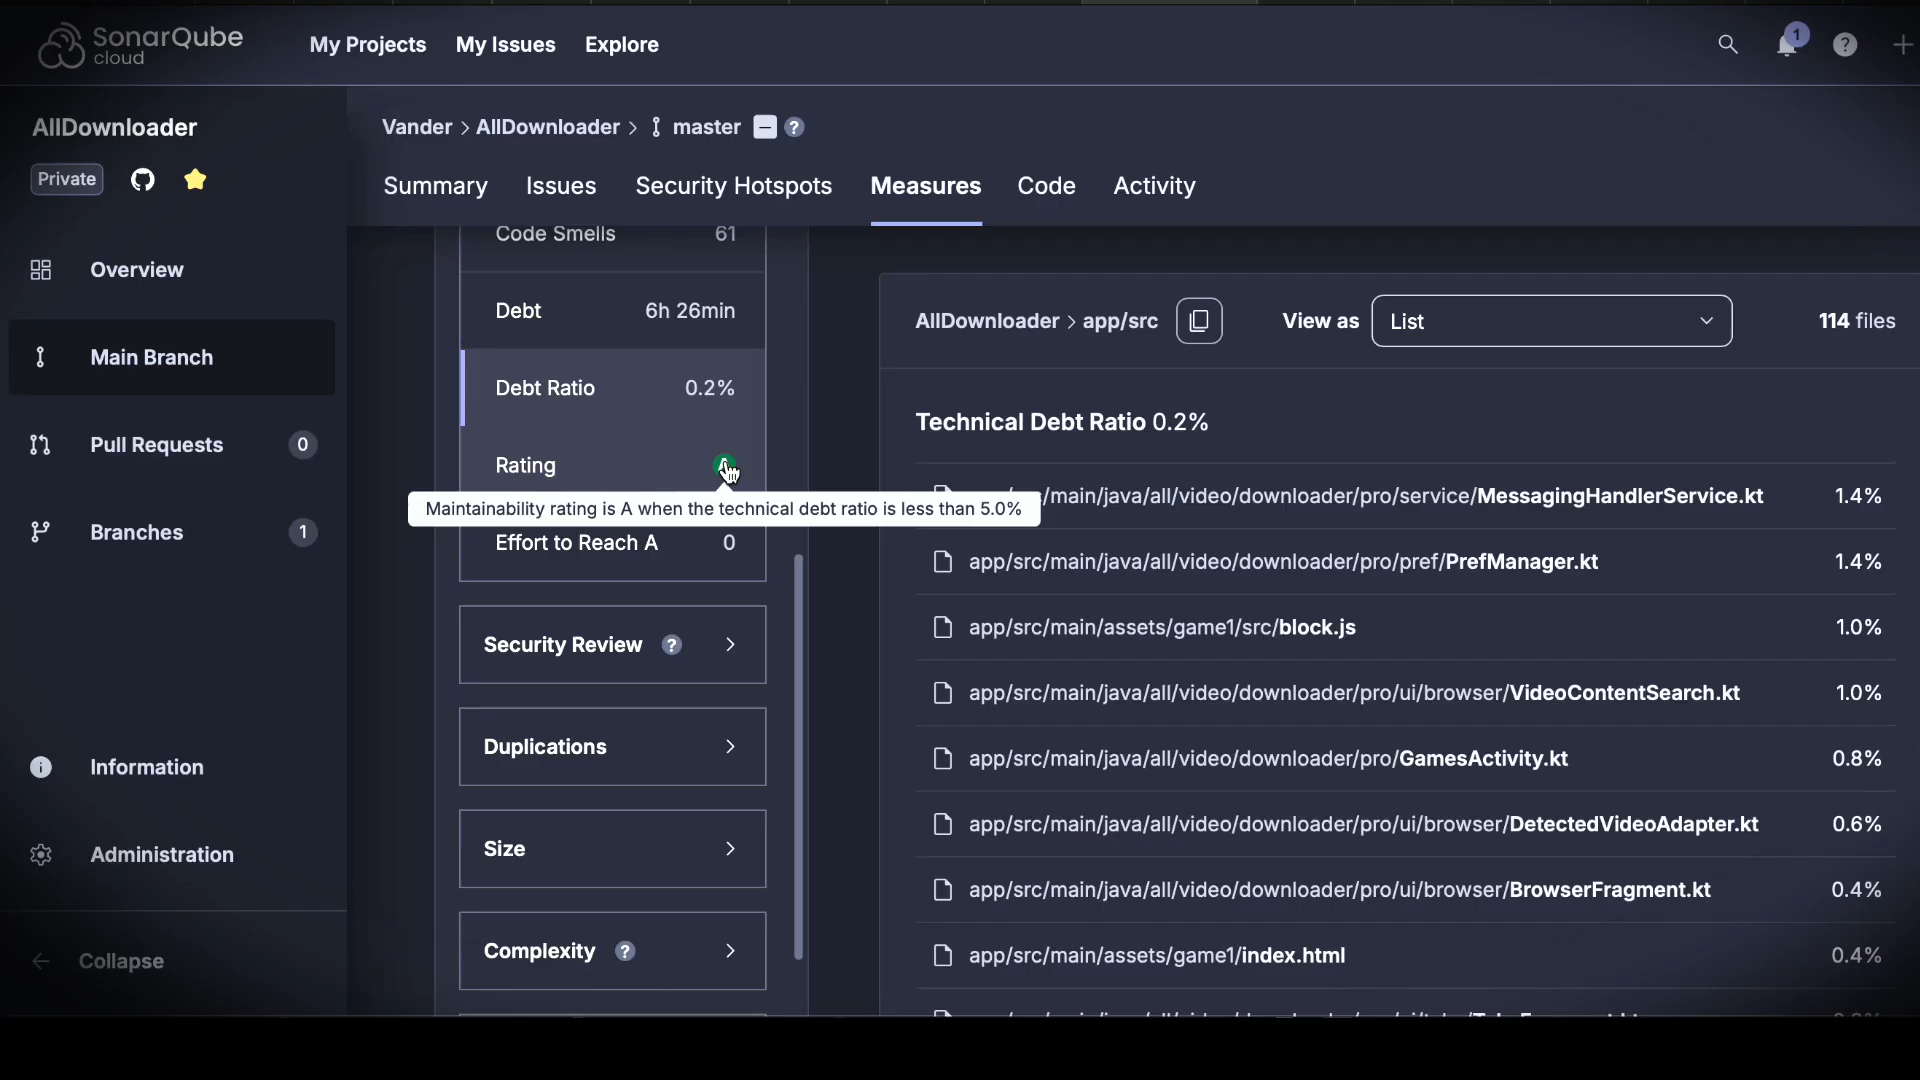 SonarQube
cloud
My Projects
My Issues
Explore
1
?
AllDownloader
Private
Vander > AllDownloader > master ?
Summary
Issues
Security Hotspots
Measures
Code
Activity
Overview
Main Branch
Pull Requests 0
Branches 1
Information
Administration
Collapse
Code Smells 61
Debt 6h 26min
Debt Ratio 0.2%
Rating A
Maintainability rating is A when the technical debt ratio is less than 5.0%
Effort to Reach A 0
Security Review ?
Duplications
Size
Complexity ?
AllDownloader > app/src
View as List
114 files
Technical Debt Ratio 0.2%
/main/java/all/video/downloader/pro/service/MessagingHandlerService.kt 1.4%
app/src/main/java/all/video/downloader/pro/pref/PrefManager.kt 1.4%
app/src/main/assets/game1/src/block.js 1.0%
app/src/main/java/all/video/downloader/pro/ui/browser/VideoContentSearch.kt 1.0%
app/src/main/java/all/video/downloader/pro/GamesActivity.kt 0.8%
app/src/main/java/all/video/downloader/pro/ui/browser/DetectedVideoAdapter.kt 0.6%
app/src/main/java/all/video/downloader/pro/ui/browser/BrowserFragment.kt 0.4%
app/src/main/assets/game1/index.html 0.4%